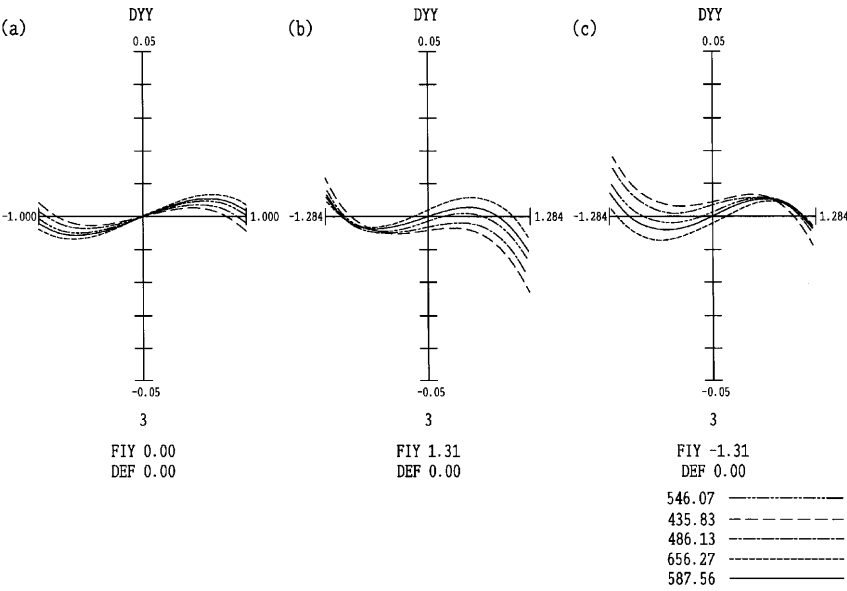 (a)
DYY
0.05
-1.000
1.000
-0.05
3
FIY 0.00
DEF 0.00
(b)
DYY
0.05
-1.284
1.284
-0.05
3
FIY 1.31
DEF 0.00
(c)
DYY
0.05
-1.284
1.284
-0.05
3
FIY -1.31
DEF 0.00
546.07
435.83
486.13
656.27
587.56